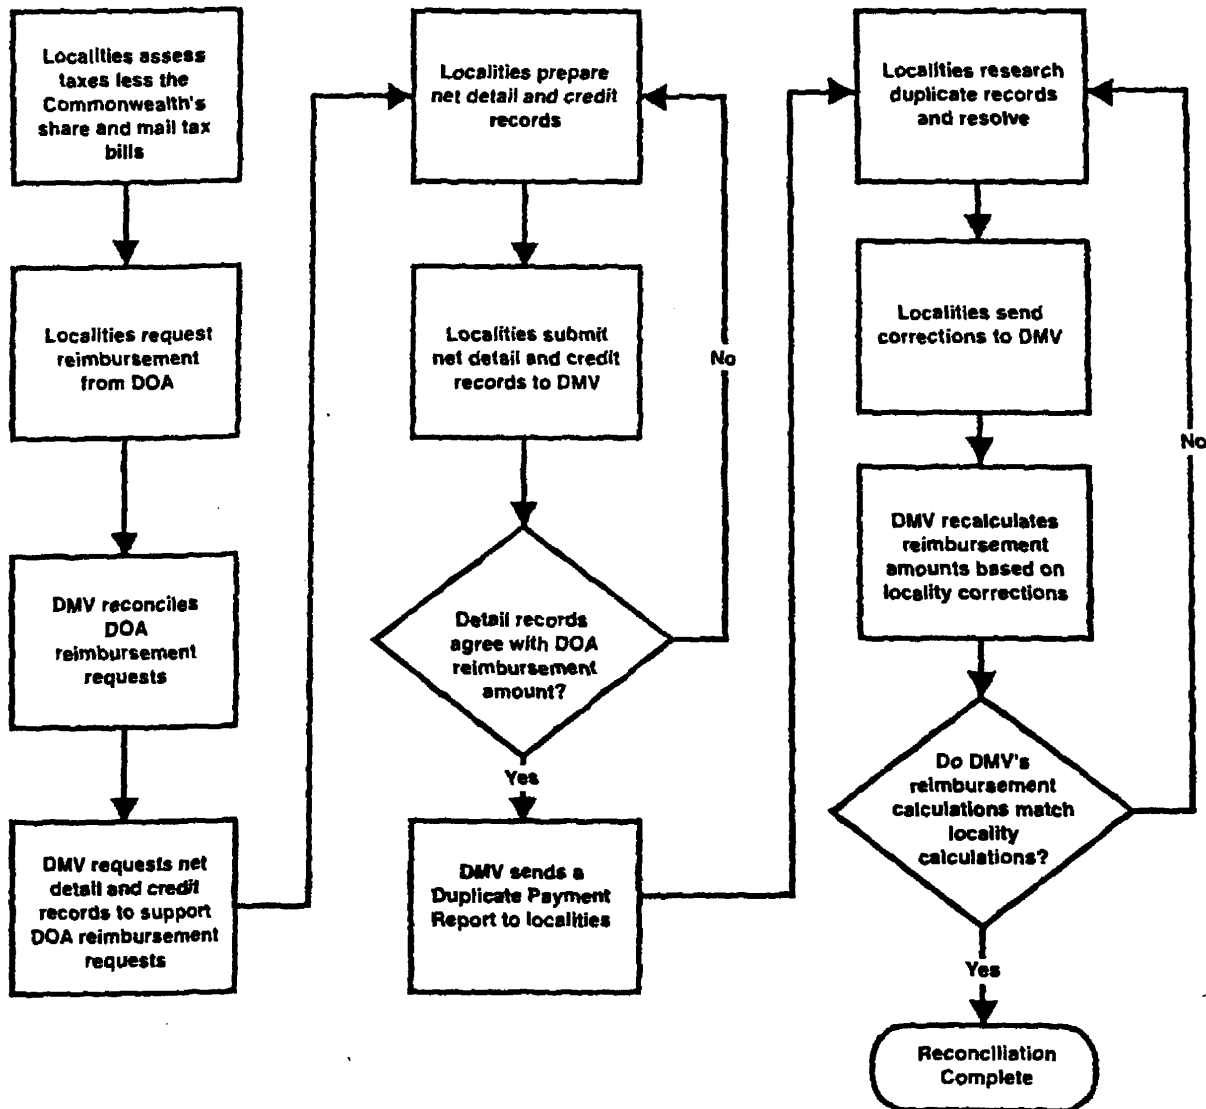 Localities assess
taxes less the
Commonwealth's
share and mail tax
bills
Localities request
reimbursement
from DOA
DMV reconciles
DOA
reimbursement
requests
DMV requests net
detail and credit
records to support
DOA reimbursement
requests
Localities prepare
net detail and credit
records
Localities submit
net detail and credit
records to DMV
No
Detail records
agree with DOA
reimbursement
amount?
Yes
DMV sends a
Duplicate Payment
Report to localities
Localities research
duplicate records
and resolve
Localities send
corrections to DMV
No
DMV recalculates
reimbursement
amounts based on
locality corrections
Do DMV's
reimbursement
calculations match
locality
calculations?
Yes
Reconciliation
Complete